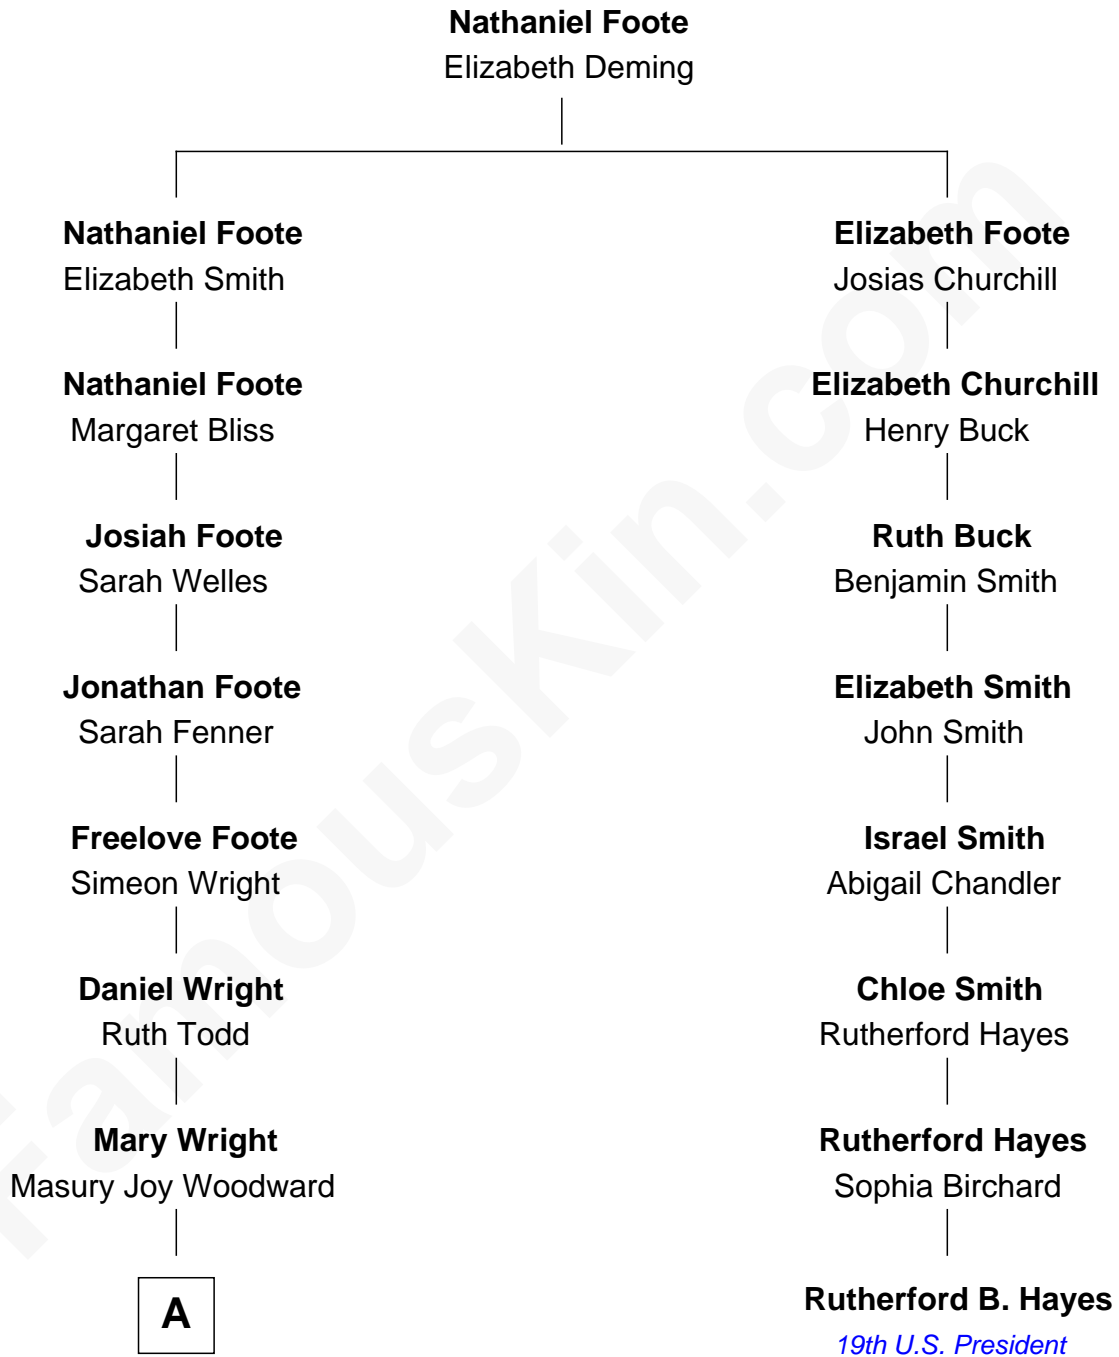 Nathaniel Foote
Elizabeth Deming
Nathaniel Foote
Elizabeth Smith
Nathaniel Foote
Margaret Bliss
Josiah Foote
Sarah Welles
Jonathan Foote
Sarah Fenner
Freelove Foote
Simeon Wright
Daniel Wright
Ruth Todd
Mary Wright
Masury Joy Woodward
A
Elizabeth Foote
Josias Churchill
Elizabeth Churchill
Henry Buck
Ruth Buck
Benjamin Smith
Elizabeth Smith
John Smith
Israel Smith
Abigail Chandler
Chloe Smith
Rutherford Hayes
Rutherford Hayes
Sophia Birchard
Rutherford B. Hayes
19th U.S. President
FamousKin.com